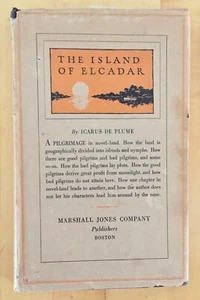 THE ISLAND
OF ELCADAR
By ICARUS DE PLUME
A PILGRIMAGE in novel-land. How the land is
geographically divided into islands and nymphs. How
there are good pilgrims and bad pilgrims, and some
How the bad pilgrims lay plots. How the good
pilgrims derive great profit from moonlight, and how
bad pilgrims do not attain love. How one chapter in
novel-land leads to another, and how the author does
not let his characters lead him around by the nose.
MARSHALL JONES COMPANY
Publishers
BOSTON